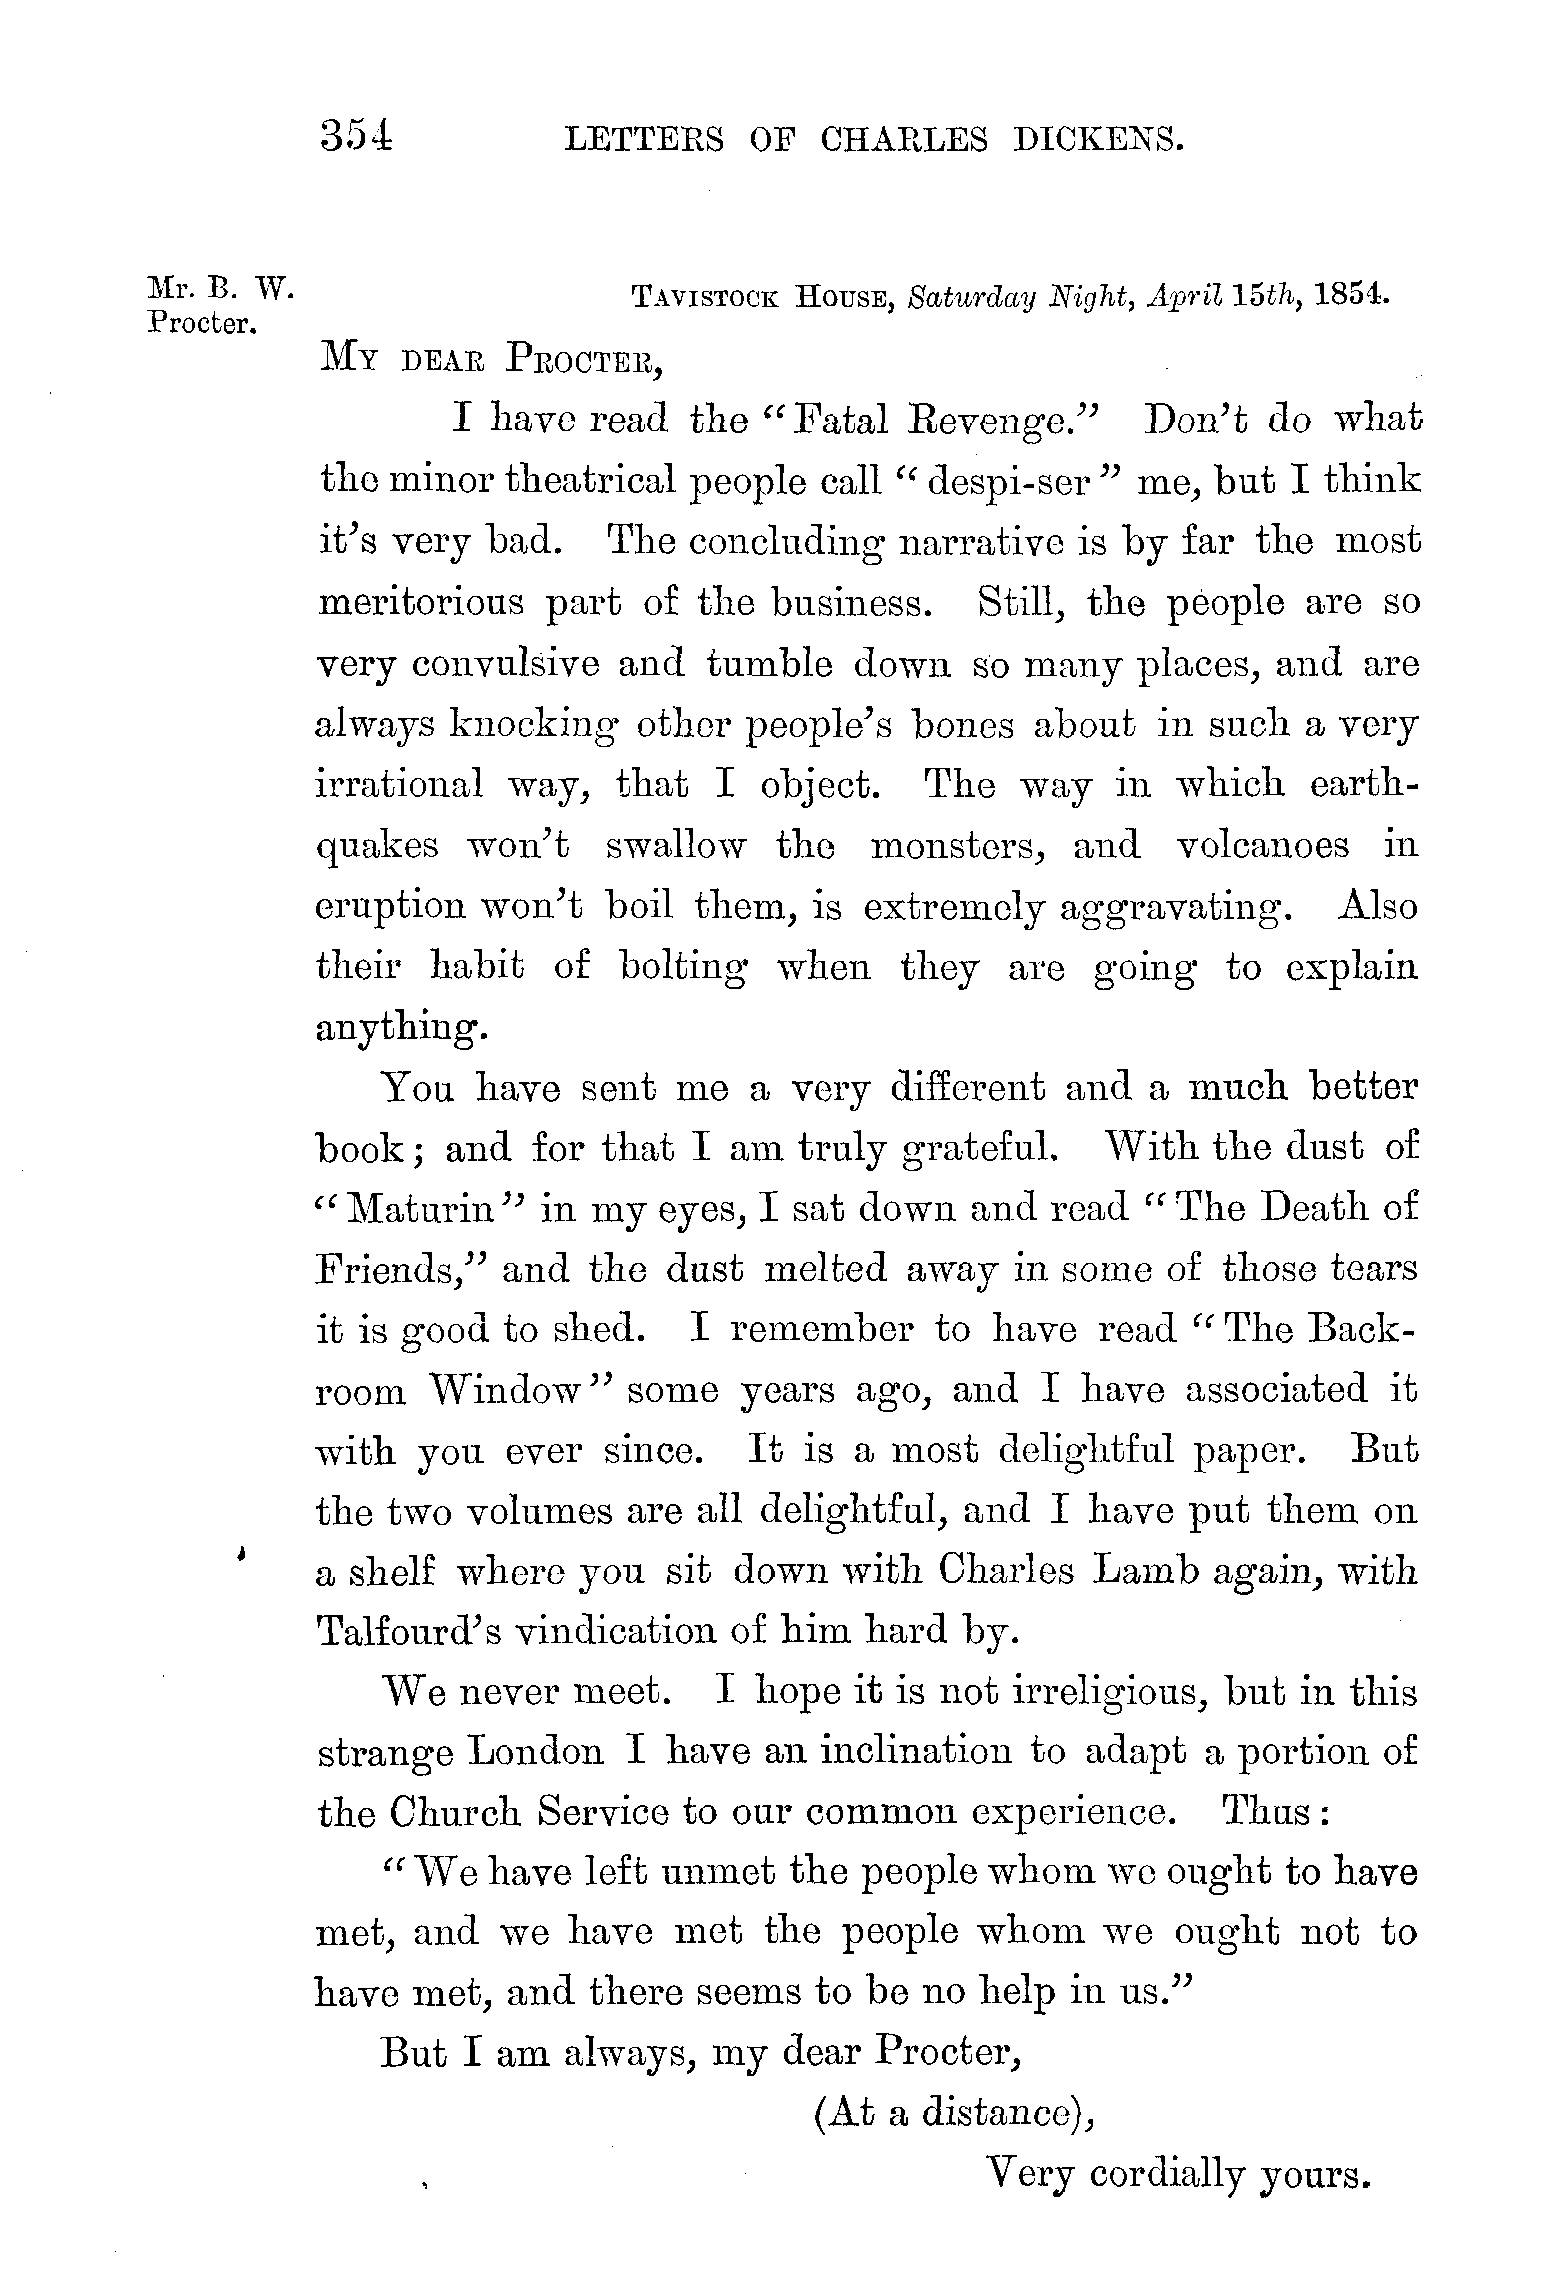 354 LETTERS OF CHARLES DICKENS.
Mr. B. W.
Procter.
TAVISTOCK HOUSE, Saturday Night, April 15th, 1854.
MY DEAR PROCTER,
I have read the “Fatal Revenge.” Don’t do what
the minor theatrical people call “despi-ser” me, but I think
it’s very bad. The concluding narrative is by far the most
meritorious part of the business. Still, the people are so
very convulsive and tumble down so many places, and are
always knocking other people’s bones about in such a very
irrational way, that I object. The way in which earth-
quakes won’t swallow the monsters, and volcanoes in
eruption won’t boil them, is extremely aggravating. Also
their habit of bolting when they are going to explain
anything.
You have sent me a very different and a much better
book; and for that I am truly grateful. With the dust of
“Maturin” in my eyes, I sat down and read “The Death of
Friends,” and the dust melted away in some of those tears
it is good to shed. I remember to have read “The Back-
room Window” some years ago, and I have associated it
with you ever since. It is a most delightful paper. But
the two volumes are all delightful, and I have put them on
a shelf where you sit down with Charles Lamb again, with
Talfourd’s vindication of him hard by.
We never meet. I hope it is not irreligious, but in this
strange London I have an inclination to adapt a portion of
the Church Service to our common experience. Thus:
“We have left unmet the people whom we ought to have
met, and we have met the people whom we ought not to
have met, and there seems to be no help in us.”
But I am always, my dear Procter,
(At a distance),
Very cordially yours.